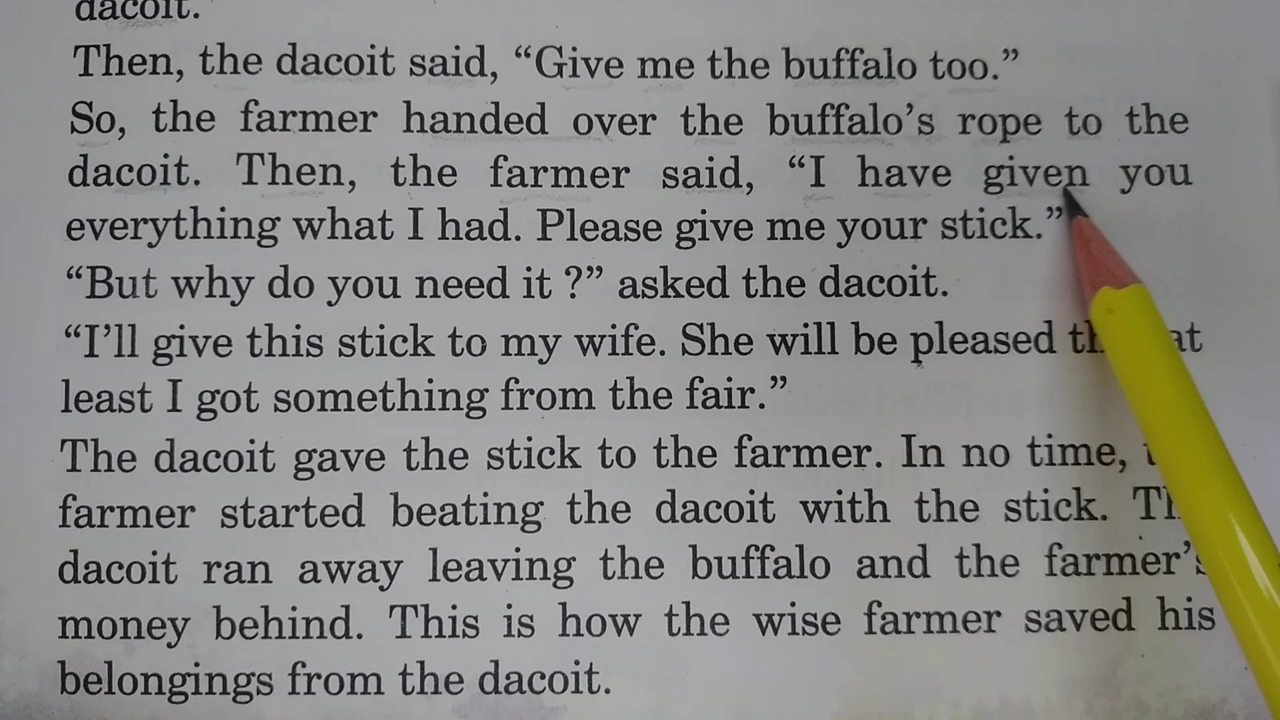 dacoit.
Then, the dacoit said, “Give me the buffalo too.”
So, the farmer handed over the buffalo’s rope to the
dacoit. Then, the farmer said, “I have given you
everything what I had. Please give me your stick.”
“But why do you need it ?” asked the dacoit.
“I’ll give this stick to my wife. She will be pleased at
least I got something from the fair.”
The dacoit gave the stick to the farmer. In no time,
farmer started beating the dacoit with the stick.
dacoit ran away leaving the buffalo and the farmer’s
money behind. This is how the wise farmer saved his
belongings from the dacoit.